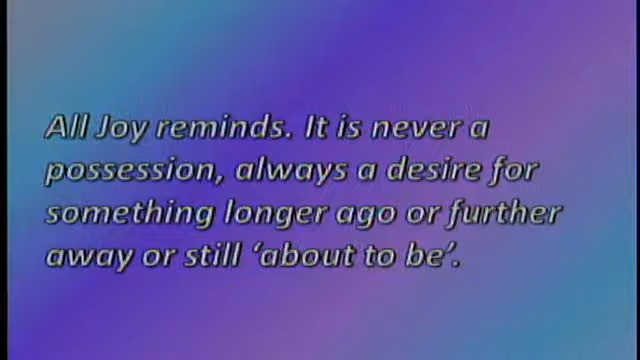 All Joy reminds. It is never a
possession, always a desire for
something longer ago or further
away or still ‘about to be’.